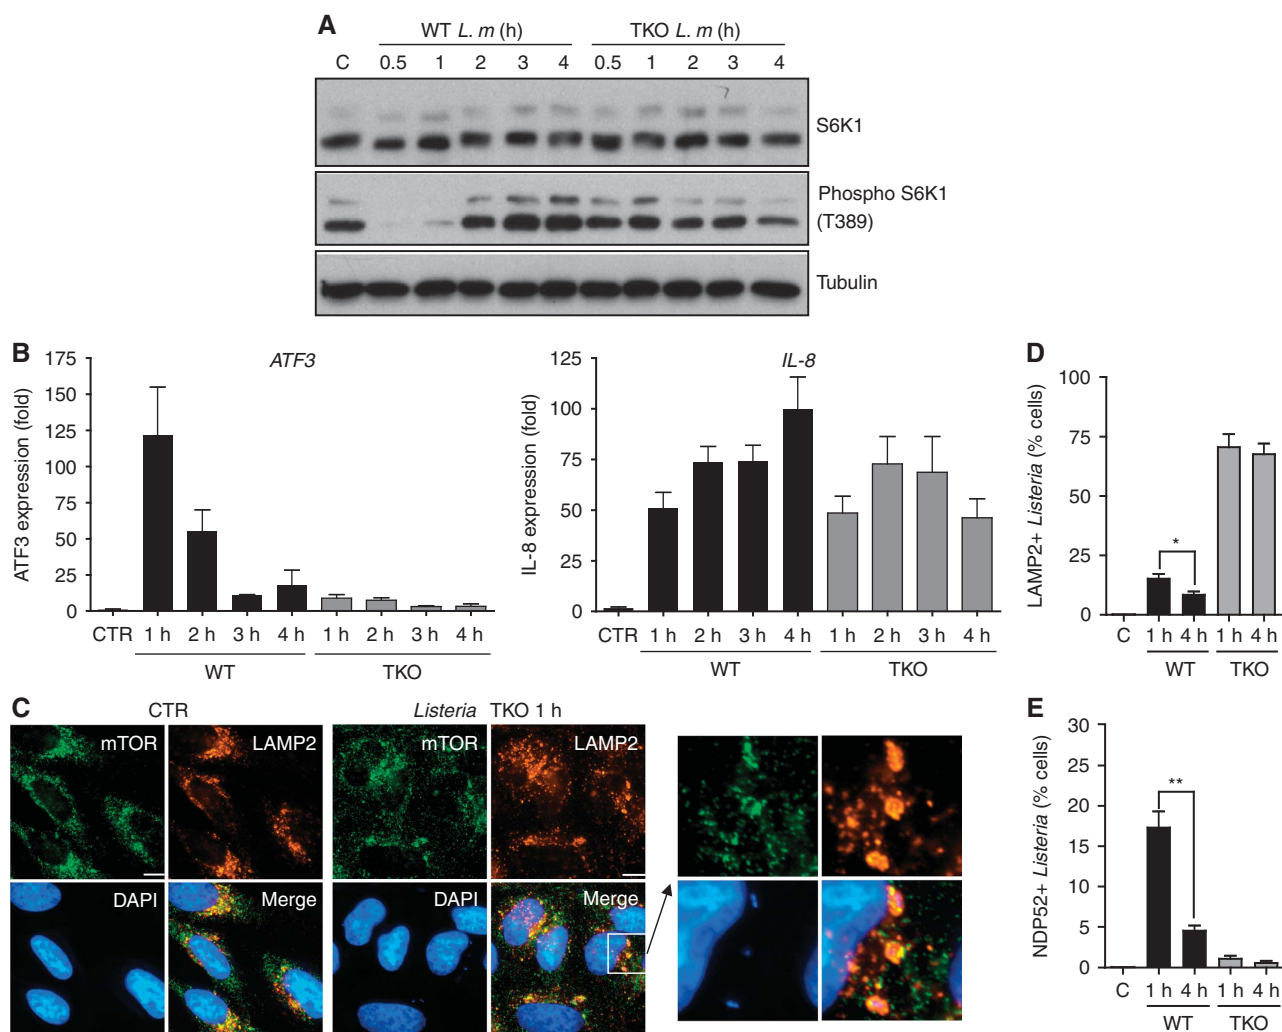 A
WT L. m (h)
TKO L. m (h)
C 0.5 1 2 3 4 0.5 1 2 3 4
S6K1
Phospho S6K1
(T389)
Tubulin
B
ATF3
ATF3 expression (fold)
175
150
125
100
75
50
25
0
CTR 1 h 2 h 3 h 4 h 1 h 2 h 3 h 4 h
WT TKO
IL-8
IL-8 expression (fold)
125
100
75
50
25
0
CTR 1 h 2 h 3 h 4 h 1 h 2 h 3 h 4 h
WT TKO
C
CTR
Listeria TKO 1 h
mTOR LAMP2 mTOR LAMP2
DAPI Merge DAPI Merge
D
LAMP2+ Listeria (% cells)
100
75
50
25
0
*
C 1 h 4 h 1 h 4 h
WT TKO
E
NDP52+ Listeria (% cells)
30
25
20
15
10
5
0
**
C 1 h 4 h 1 h 4 h
WT TKO